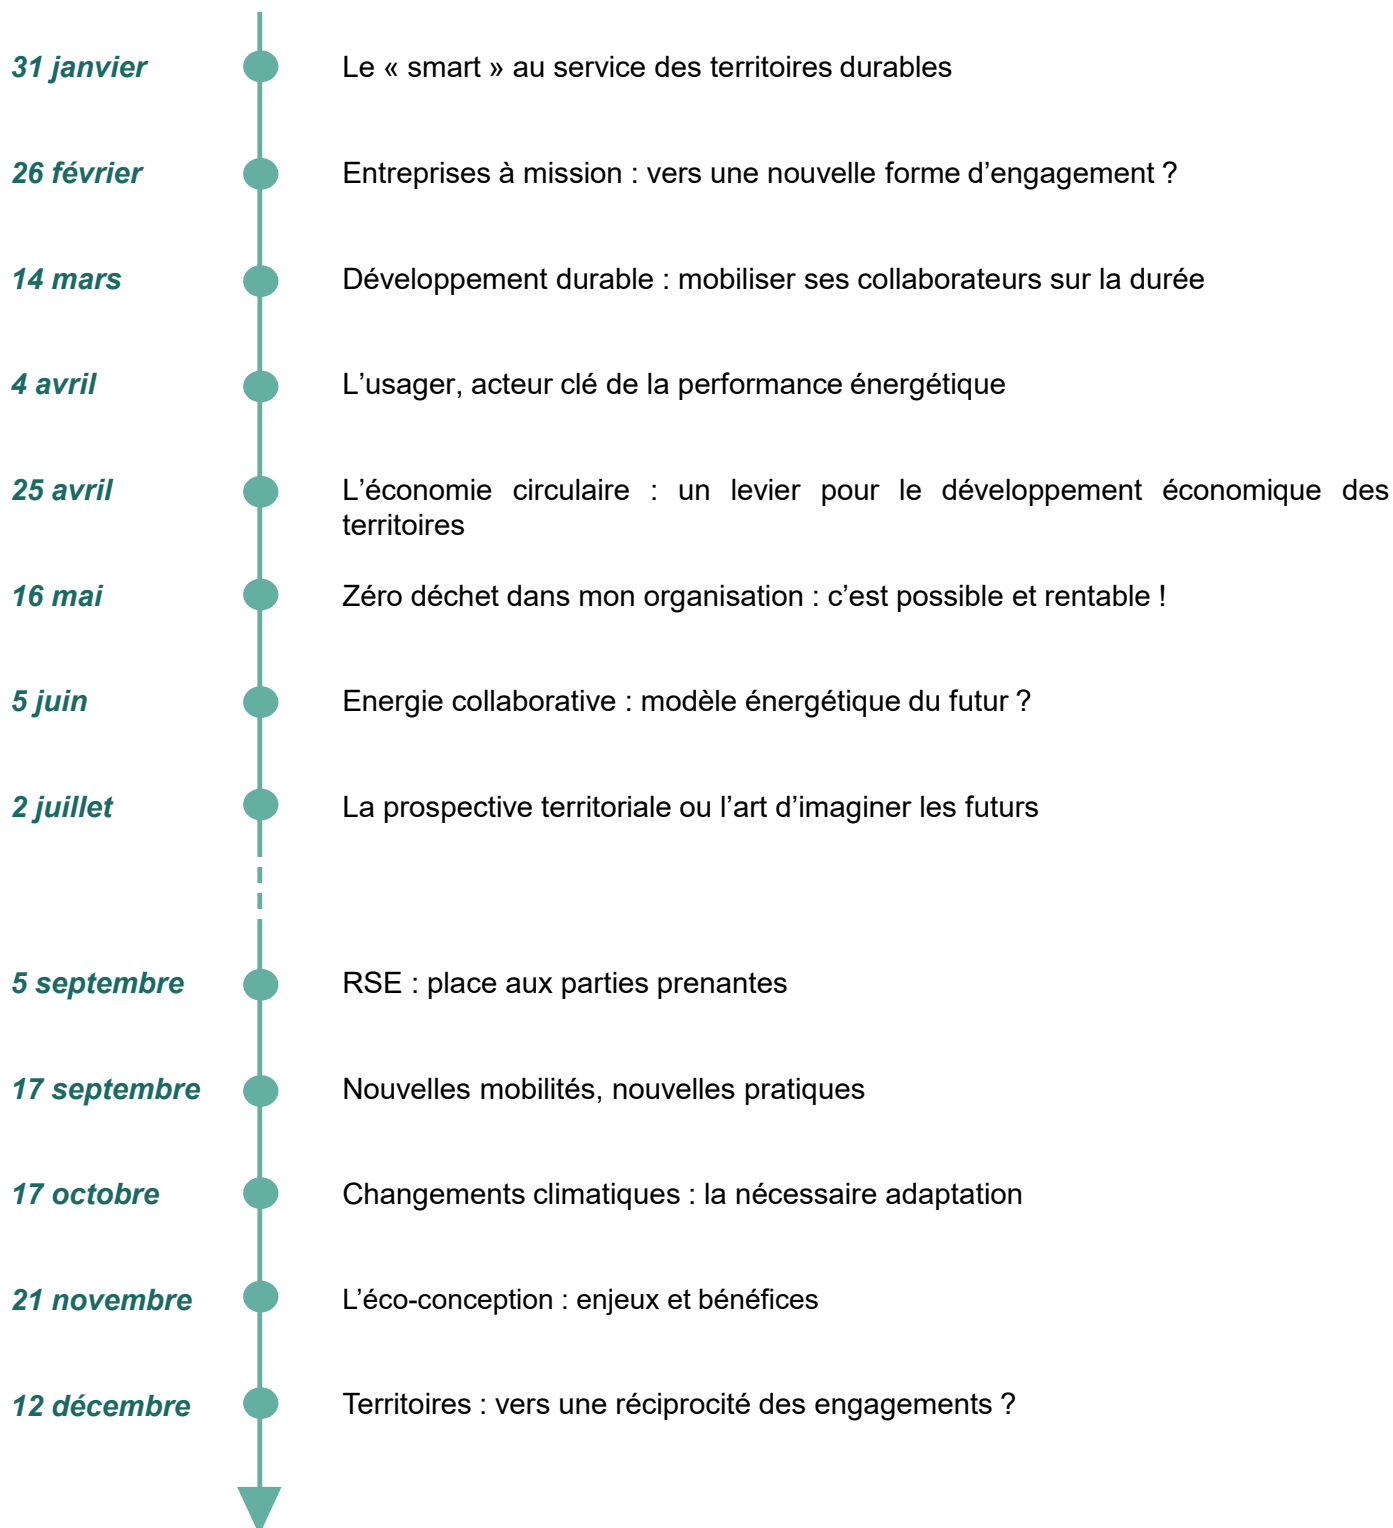 31 janvier Le « smart » au service des territoires durables
26 février Entreprises à mission : vers une nouvelle forme d’engagement ?
14 mars Développement durable : mobiliser ses collaborateurs sur la durée
4 avril L’usager, acteur clé de la performance énergétique
25 avril L’économie circulaire : un levier pour le développement économique des
territoires
16 mai Zéro déchet dans mon organisation : c’est possible et rentable !
5 juin Energie collaborative : modèle énergétique du futur ?
2 juillet La prospective territoriale ou l’art d’imaginer les futurs
5 septembre RSE : place aux parties prenantes
17 septembre Nouvelles mobilités, nouvelles pratiques
17 octobre Changements climatiques : la nécessaire adaptation
21 novembre L’éco-conception : enjeux et bénéfices
12 décembre Territoires : vers une réciprocité des engagements ?